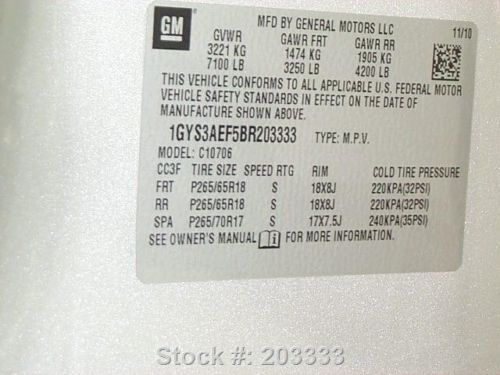 GM
MFD BY GENERAL MOTORS LLC
11/10
GVWR GAWR FRT GAWR RR
3221 KG 1474 KG 1905 KG
7100 LB 3250 LB 4200 LB
THIS VEHICLE CONFORMS TO ALL APPLICABLE U.S. FEDERAL MOTOR
VEHICLE SAFETY STANDARDS IN EFFECT ON THE DATE OF
MANUFACTURE SHOWN ABOVE.
1GYS3AEF5BR203333 TYPE: M.P.V.
MODEL: C10706
CC3F TIRE SIZE SPEED RTG RIM COLD TIRE PRESSURE
FRT P265/65R18 S 18X8J 220KPA(32PSI)
RR P265/65R18 S 18X8J 220KPA(32PSI)
SPA P265/70R17 S 17X7.5J 240KPA(35PSI)
SEE OWNER'S MANUAL FOR MORE INFORMATION.
Stock #: 203333